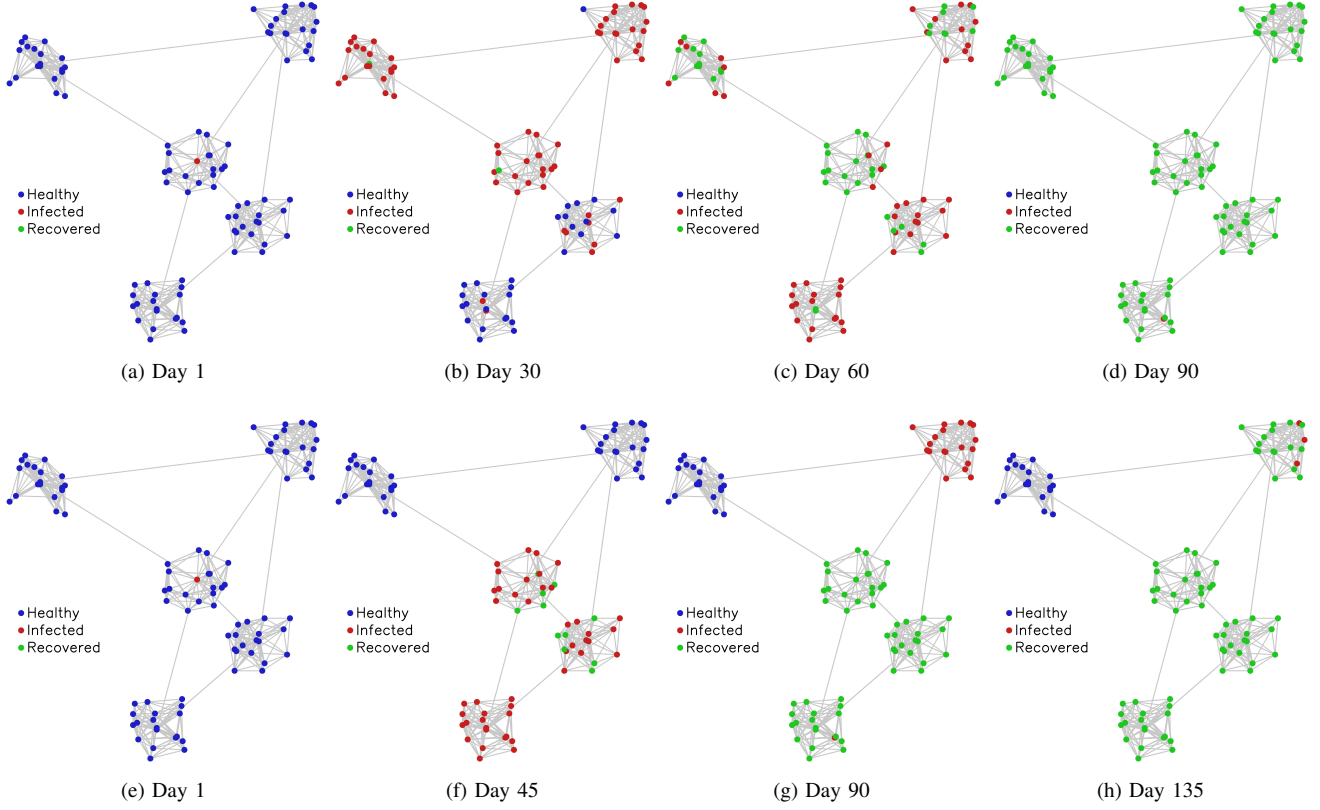 Healthy
Infected
Recovered
Healthy
Infected
Recovered
Healthy
Infected
Recovered
Healthy
Infected
Recovered
(a) Day 1
(b) Day 30
(c) Day 60
(d) Day 90
Healthy
Infected
Recovered
Healthy
Infected
Recovered
Healthy
Infected
Recovered
Healthy
Infected
Recovered
(e) Day 1
(f) Day 45
(g) Day 90
(h) Day 135